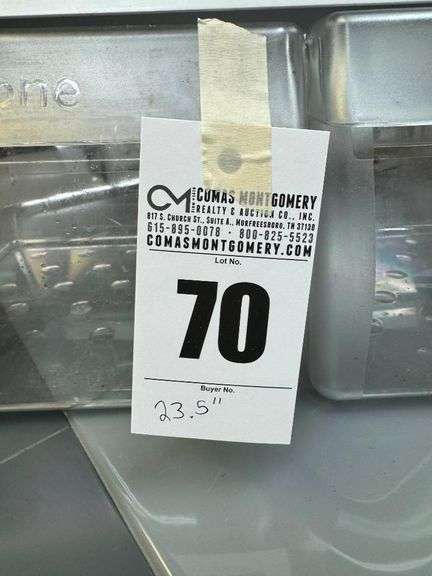 one
COMAS MONTGOMERY
REALTY & AUCTION CO., INC.
817 S. CHURCH ST., SUITE A., MURFREESBORO, TN 37130
615-895-0078 · 800-825-5523
COMASMONTGOMERY.COM
Lot No.
70
Buyer No.
23.5"